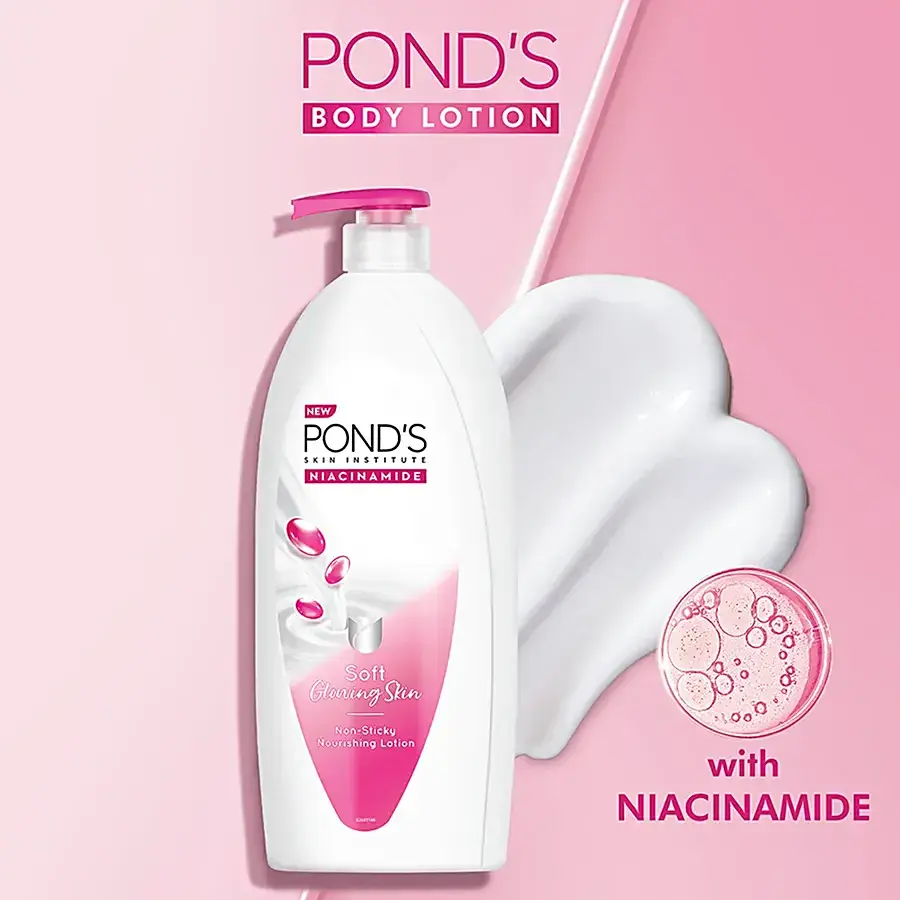 POND'S
BODY LOTION
NEW
POND'S
SKIN INSTITUTE
NIACINAMIDE
Soft
Glowing Skin
Non-Sticky
Nourishing Lotion
with
NIACINAMIDE